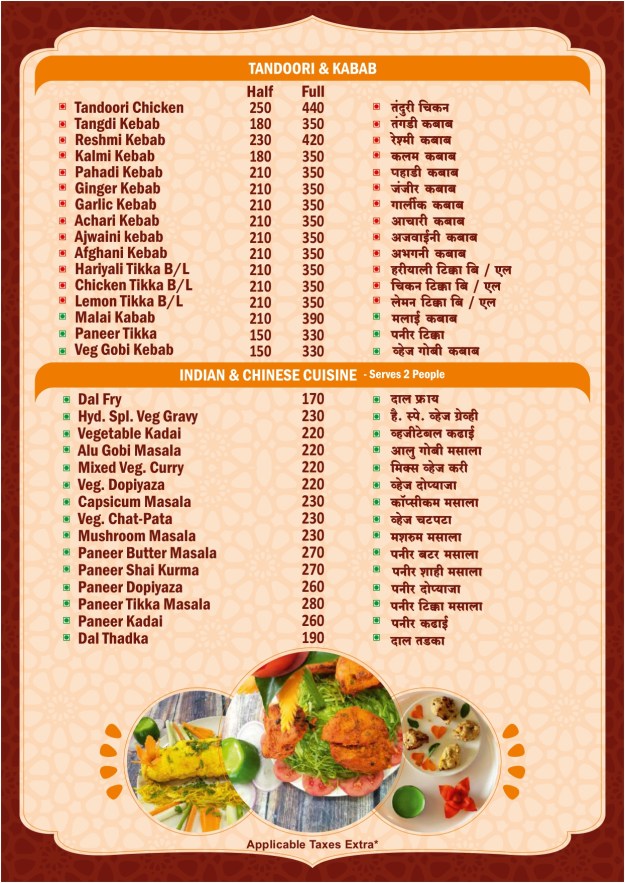 TANDOORI & KABAB
Half Full
Tandoori Chicken 250 440 तंदुरी चिकन
Tangdi Kebab 180 350 तंगडी कबाब
Reshmi Kebab 230 420 रेश्मी कबाब
Kalmi Kebab 180 350 कलम कबाब
Pahadi Kebab 210 350 पहाडी कबाब
Ginger Kebab 210 350 जंजीर कबाब
Garlic Kebab 210 350 गार्लीक कबाब
Achari Kebab 210 350 आचारी कबाब
Ajwaini kebab 210 350 अजवाईनी कबाब
Afghani Kebab 210 350 अभगनी कबाब
Hariyali Tikka B/L 210 350 हरीयाली टिक्का बि / एल
Chicken Tikka B/L 210 350 चिकन टिक्का बि / एल
Lemon Tikka B/L 210 350 लेमन टिक्का बि / एल
Malai Kabab 210 390 मलाई कबाब
Paneer Tikka 150 330 पनीर टिक्का
Veg Gobi Kebab 150 330 व्हेज गोबी कबाब
INDIAN & CHINESE CUISINE - Serves 2 People
Dal Fry 170 दाल फ्राय
Hyd. Spl. Veg Gravy 230 है. स्पे. व्हेज ग्रेव्ही
Vegetable Kadai 220 व्हजीटेबल कढाई
Alu Gobi Masala 220 आलु गोबी मसाला
Mixed Veg. Curry 220 मिक्स व्हेज करी
Veg. Dopiyaza 220 व्हेज दोप्याजा
Capsicum Masala 230 कॉप्सीकम मसाला
Veg. Chat-Pata 230 व्हेज चटपटा
Mushroom Masala 230 मशरुम मसाला
Paneer Butter Masala 270 पनीर बटर मसाला
Paneer Shai Kurma 270 पनीर शाही मसाला
Paneer Dopiyaza 260 पनीर दोप्याजा
Paneer Tikka Masala 280 पनीर टिक्का मसाला
Paneer Kadai 260 पनीर कढाई
Dal Thadka 190 दाल तडका
Applicable Taxes Extra*